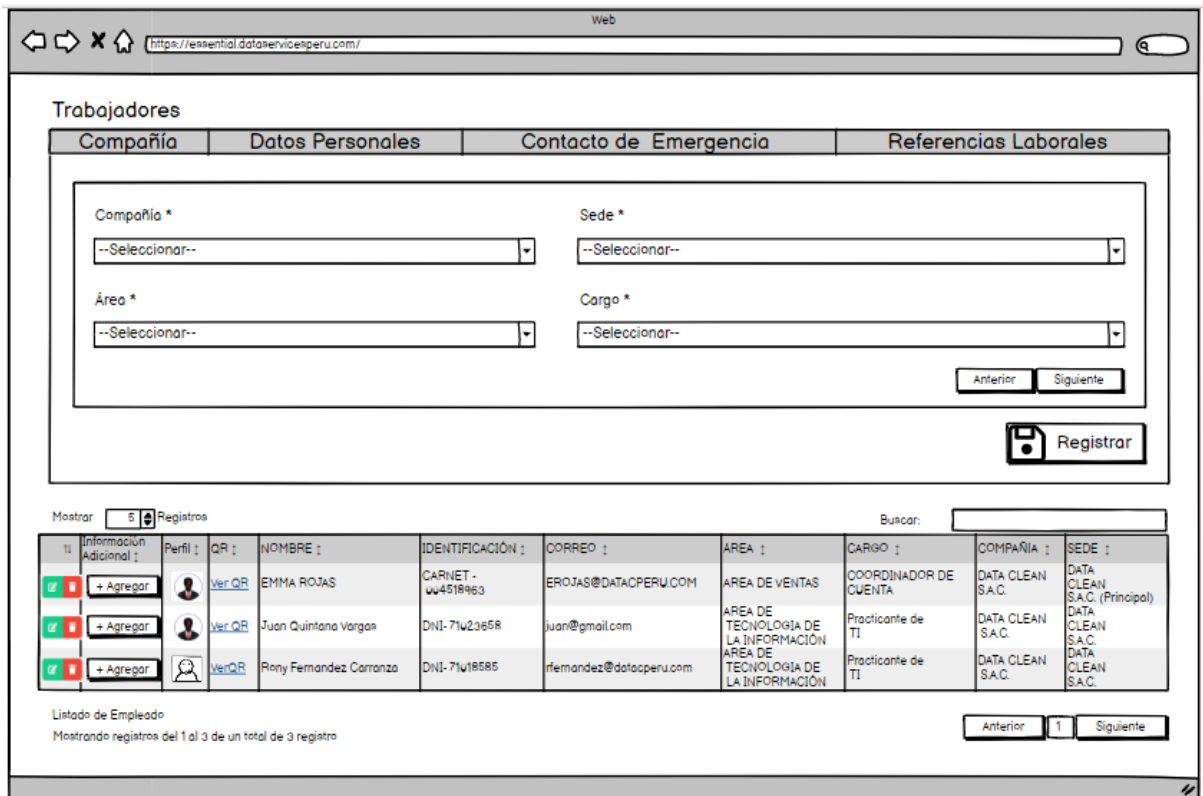 Web
https://essential.dataservicesperu.com/
Trabajadores
Compañía Datos Personales Contacto de Emergencia Referencias Laborales
Compañía * Sede *
--Seleccionar-- --Seleccionar--
Área * Cargo *
--Seleccionar-- --Seleccionar--
Anterior Siguiente
Registrar
Mostrar 5 Registros Buscar:
Información Adicional Perfil QR NOMBRE IDENTIFICACIÓN CORREO AREA CARGO COMPAÑIA SEDE
+ Agregar Ver QR EMMA ROJAS CARNET - 004518963 EROJAS@DATACPERU.COM AREA DE VENTAS COORDINADOR DE CUENTA DATA CLEAN S.A.C. DATA CLEAN S.A.C. (Principal)
+ Agregar Ver QR Juan Quintana Vargas DNI-71023658 juan@gmail.com AREA DE TECNOLOGIA DE LA INFORMACIÓN Practicante de TI DATA CLEAN S.A.C. DATA CLEAN S.A.C.
+ Agregar VerQR Rony Fernandez Carranza DNI-71018585 rfernandez@datacperu.com AREA DE TECNOLOGIA DE LA INFORMACIÓN Practicante de TI DATA CLEAN S.A.C. DATA CLEAN S.A.C.
Listado de Empleado
Mostrando registros del 1 al 3 de un total de 3 registro
Anterior 1 Siguiente